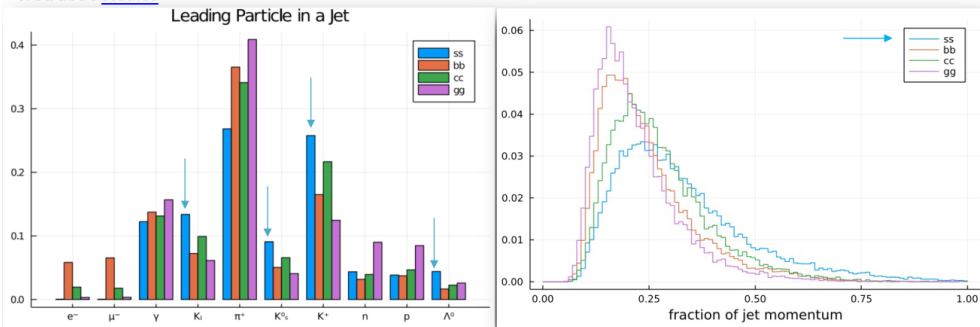 Leading Particle in a Jet
0.4
0.3
0.2
0.1
0.0
ss
bb
cc
gg
e⁻
μ⁻
γ
Kₗ
π⁺
K⁰ₛ
K⁺
n
p
Λ⁰
0.06
0.05
0.04
0.03
0.02
0.01
0.00
ss
bb
cc
gg
0.00
0.25
0.50
0.75
1.00
fraction of jet momentum